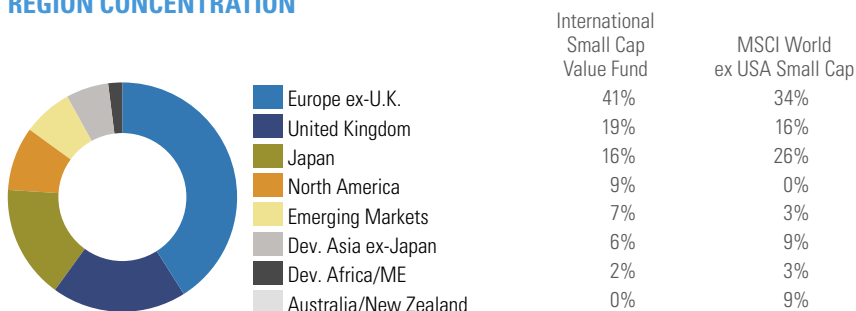 REGION CONCENTRATION
International
Small Cap
Value Fund
MSCI World
ex USA Small Cap
Europe ex-U.K. 41% 34%
United Kingdom 19% 16%
Japan 16% 26%
North America 9% 0%
Emerging Markets 7% 3%
Dev. Asia ex-Japan 6% 9%
Dev. Africa/ME 2% 3%
Australia/New Zealand 0% 9%